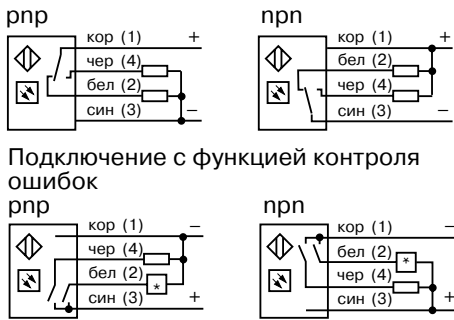 pnp npn
кор (1) + кор (1) +
чер (4) бел (2)
бел (2) чер (4)
син (3) – син (3) –
Подключение с функцией контроля
ошибок
pnp npn
кор (1) – кор (1) –
чер (4) бел (2) *
бел (2) * чер (4)
син (3) + син (3) +